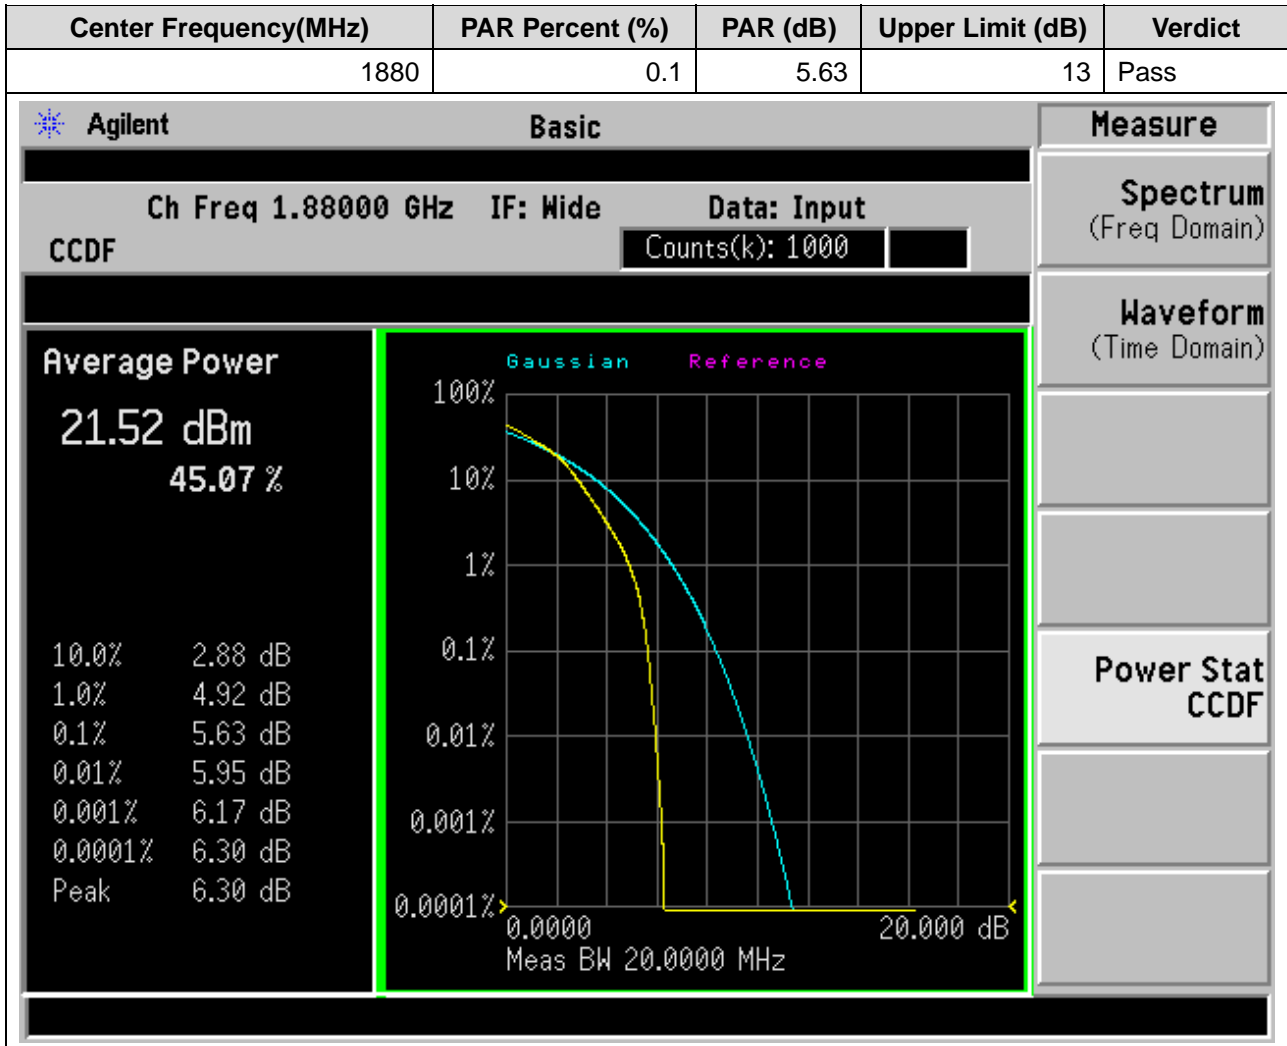 Center Frequency(MHz) PAR Percent (%) PAR (dB) Upper Limit (dB) Verdict
1880 0.1 5.63 13 Pass
Agilent Basic Measure
Ch Freq 1.88000 GHz IF: Wide Data: Input
CCDF Counts(k): 1000
Average Power
21.52 dBm
45.07 %
10.0% 2.88 dB
1.0% 4.92 dB
0.1% 5.63 dB
0.01% 5.95 dB
0.001% 6.17 dB
0.0001% 6.30 dB
Peak 6.30 dB
Gaussian Reference
100%
10%
1%
0.1%
0.01%
0.001%
0.0001%
0.0000 20.000 dB
Meas BW 20.0000 MHz
Spectrum
(Freq Domain)
Waveform
(Time Domain)
Power Stat
CCDF